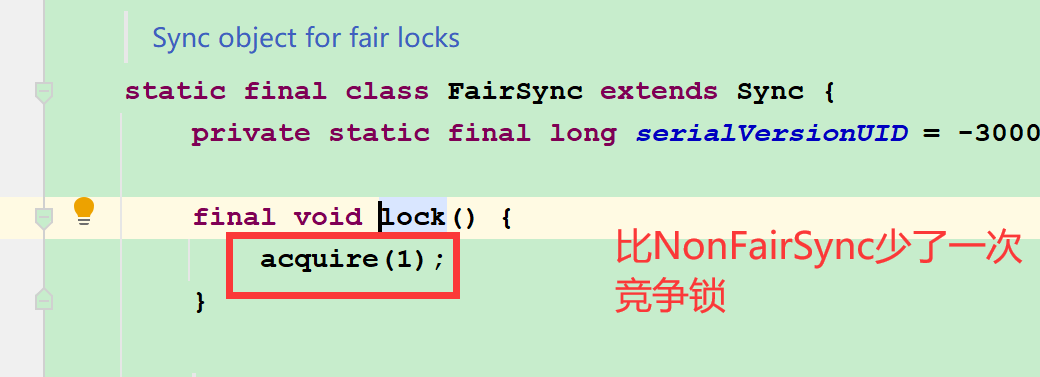 Sync object for fair locks
static final class FairSync extends Sync {
private static final long serialVersionUID = -3000
final void lock() {
acquire(1);
}
比NonFairSync少了一次
竞争锁